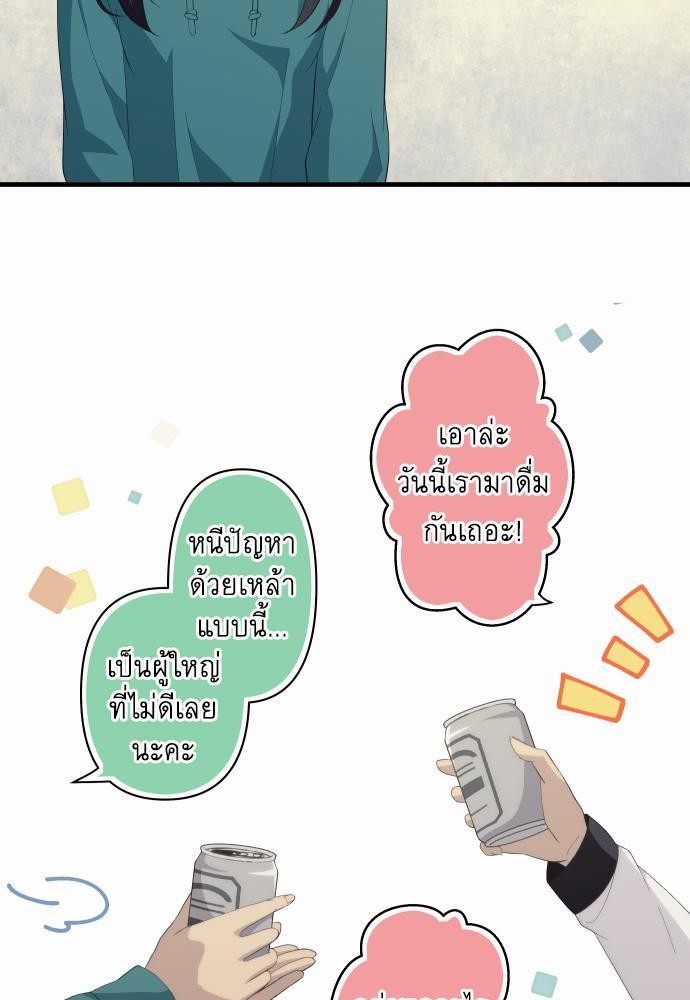 เอาล่ะ
วันนี้เรามาดื่ม
กันเถอะ!
หนีปัญหา
ด้วยเหล้า
แบบนี้...
เป็นผู้ใหญ่
ที่ไม่ดีเลย
นะคะ